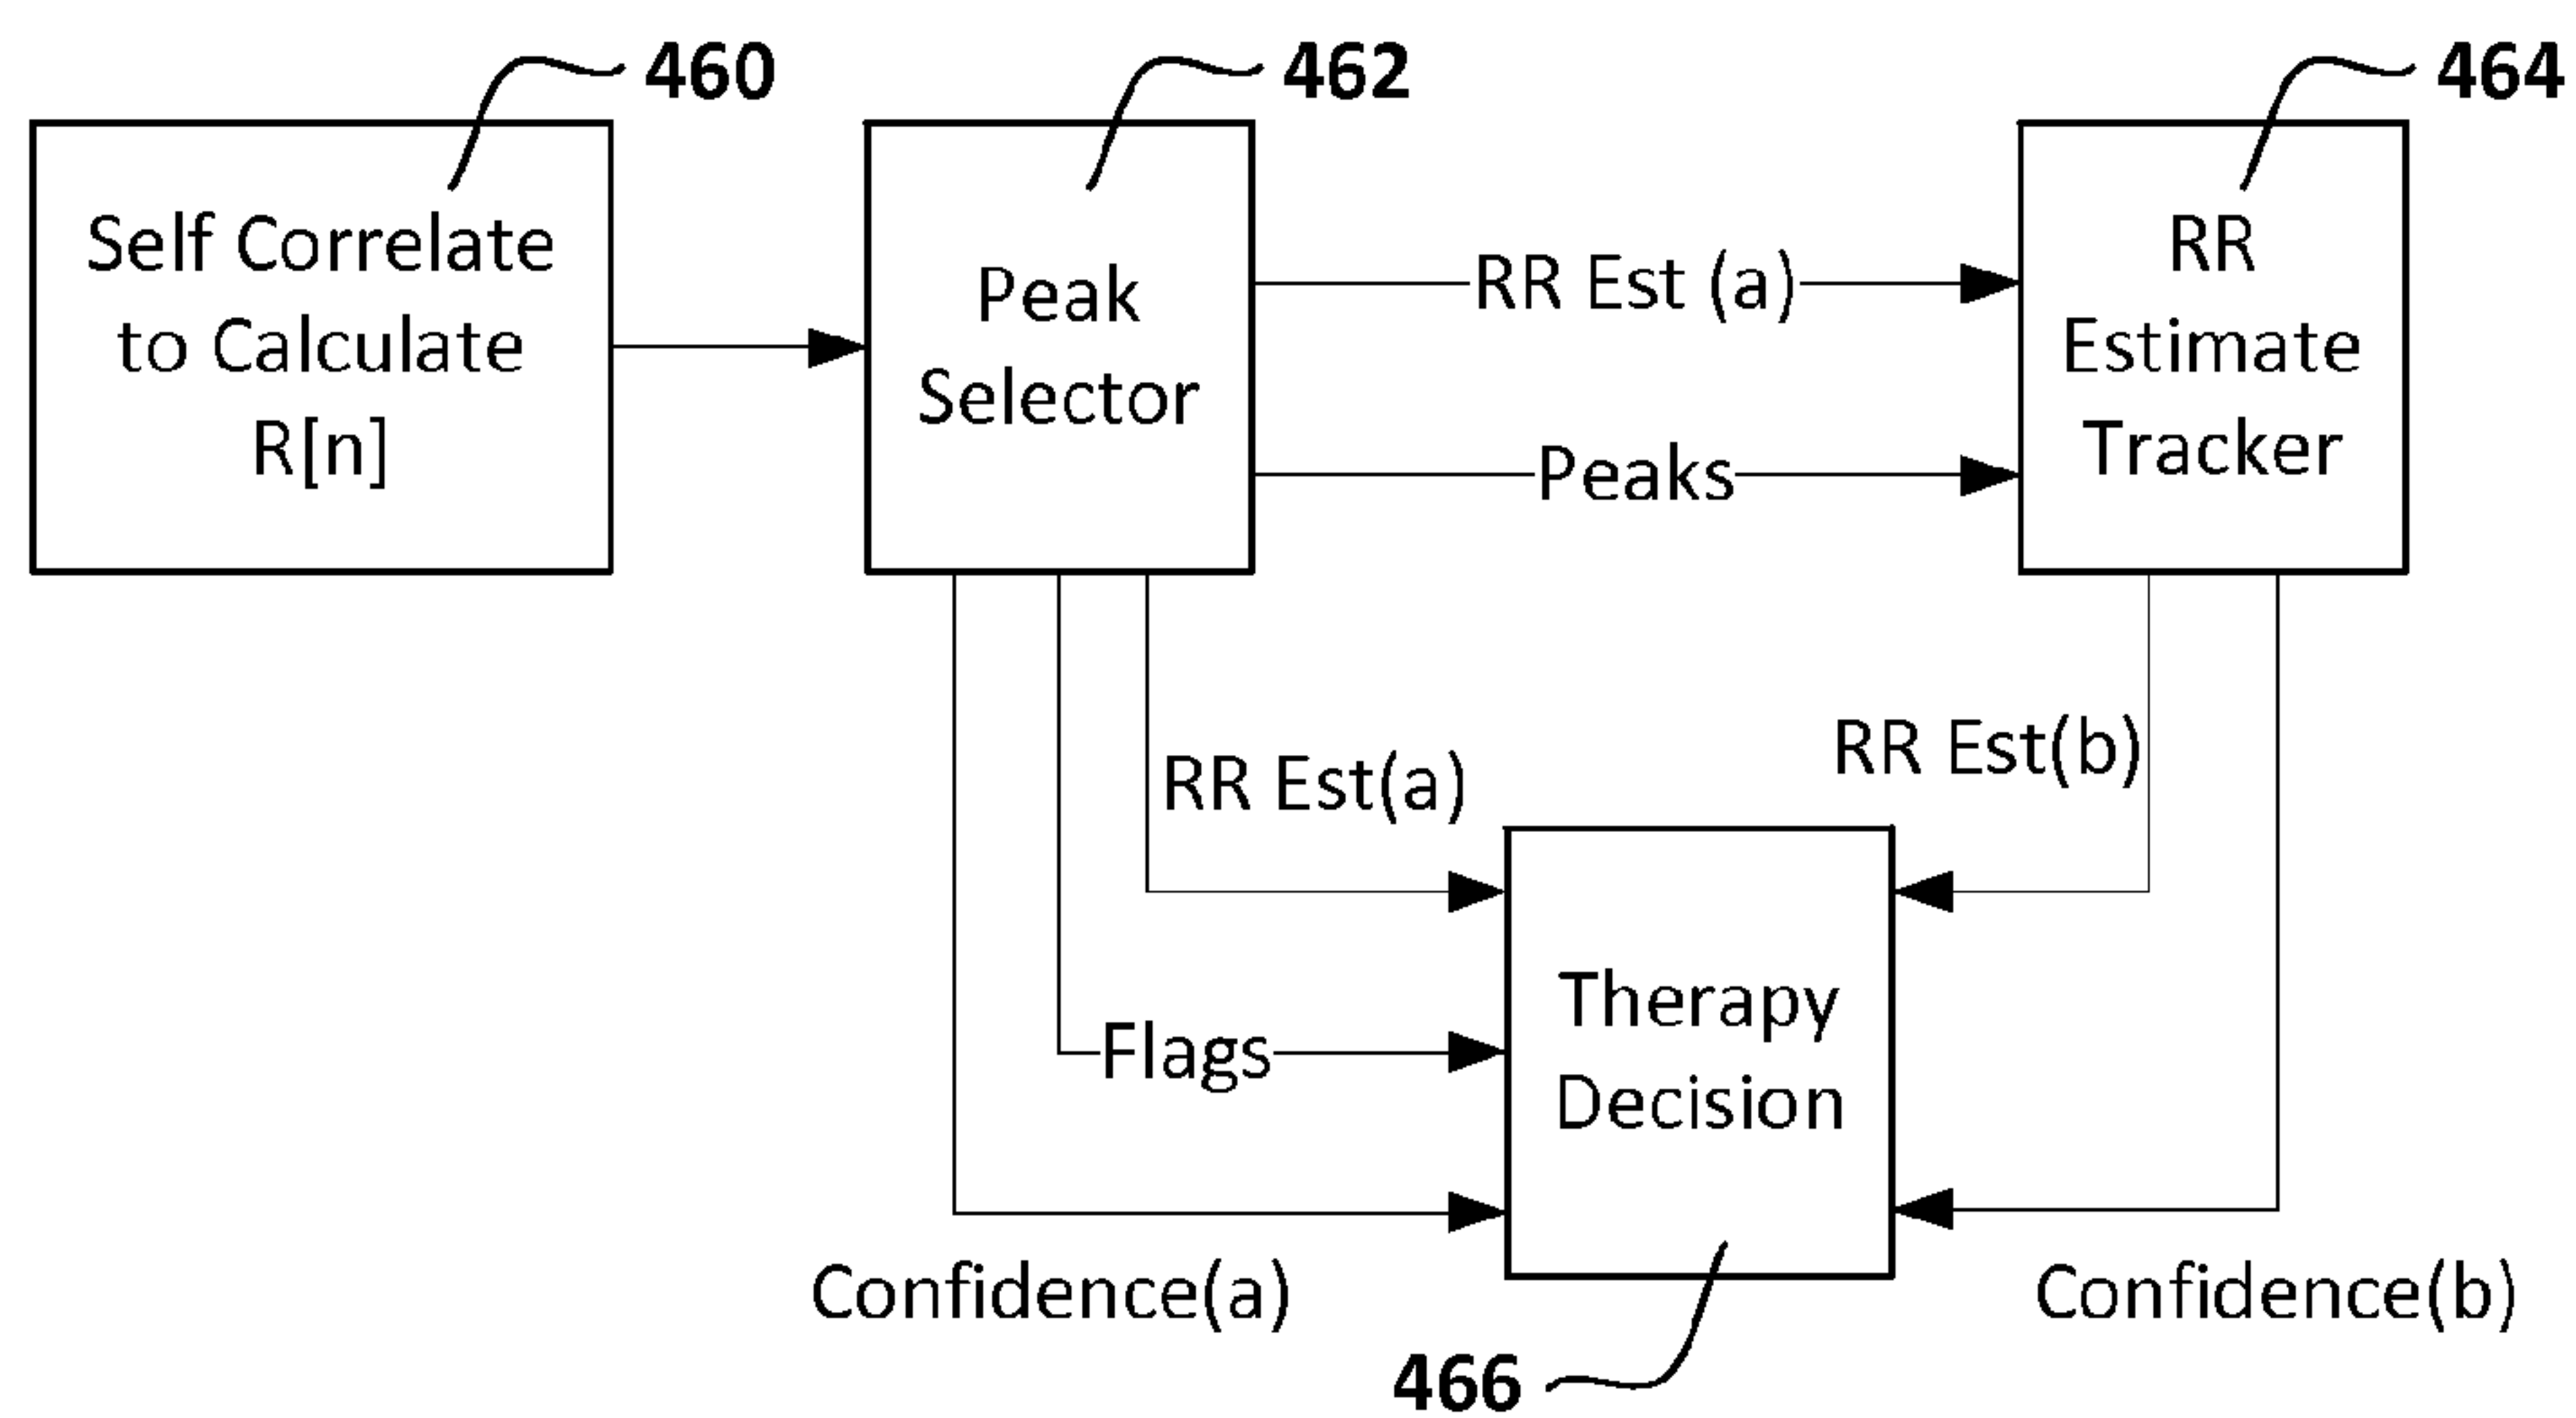 460
462
464
Self Correlate
to Calculate
R[n]
Peak
Selector
RR Est (a)
Peaks
RR
Estimate
Tracker
RR Est(a)
RR Est(b)
Flags
Therapy
Decision
Confidence(a)
Confidence(b)
466